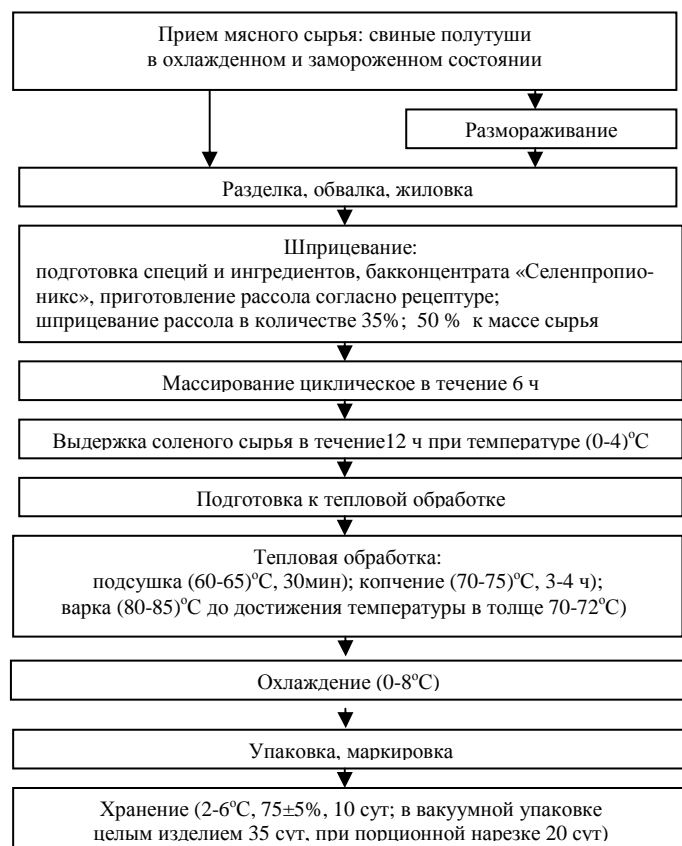 Прием мясного сырья: свиные полутуши
в охлажденном и замороженном состоянии
Размораживание
Разделка, обвалка, жиловка
Шприцевание:
подготовка специй и ингредиентов, бакконцентрата «Селенпропио-
никс», приготовление рассола согласно рецептуре;
шприцевание рассола в количестве 35%; 50 % к массе сырья
Массирование циклическое в течение 6 ч
Выдержка соленого сырья в течение12 ч при температуре (0-4)°С
Подготовка к тепловой обработке
Тепловая обработка:
подсушка (60-65)°С, 30мин); копчение (70-75)°С, 3-4 ч);
варка (80-85)°С до достижения температуры в толще 70-72°С)
Охлаждение (0-8°С)
Упаковка, маркировка
Хранение (2-6°С, 75±5%, 10 сут; в вакуумной упаковке
целым изделием 35 сут, при порционной нарезке 20 сут)